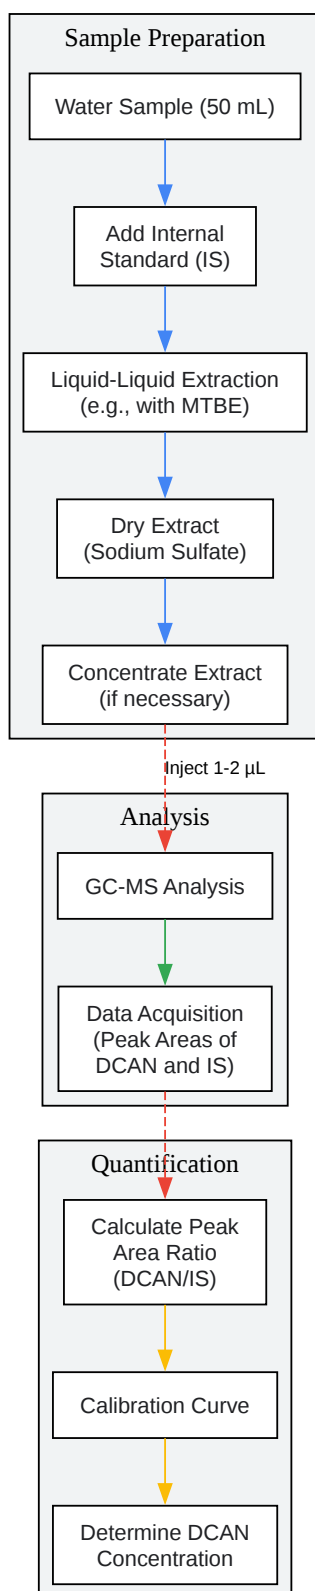 Sample Preparation
Water Sample (50 mL)
Add Internal
Standard (IS)
Liquid-Liquid Extraction
(e.g., with MTBE)
Dry Extract
(Sodium Sulfate)
Concentrate Extract
(if necessary)
Inject 1-2 µL
Analysis
GC-MS Analysis
Data Acquisition
(Peak Areas of
DCAN and IS)
Quantification
Calculate Peak
Area Ratio
(DCAN/IS)
Calibration Curve
Determine DCAN
Concentration